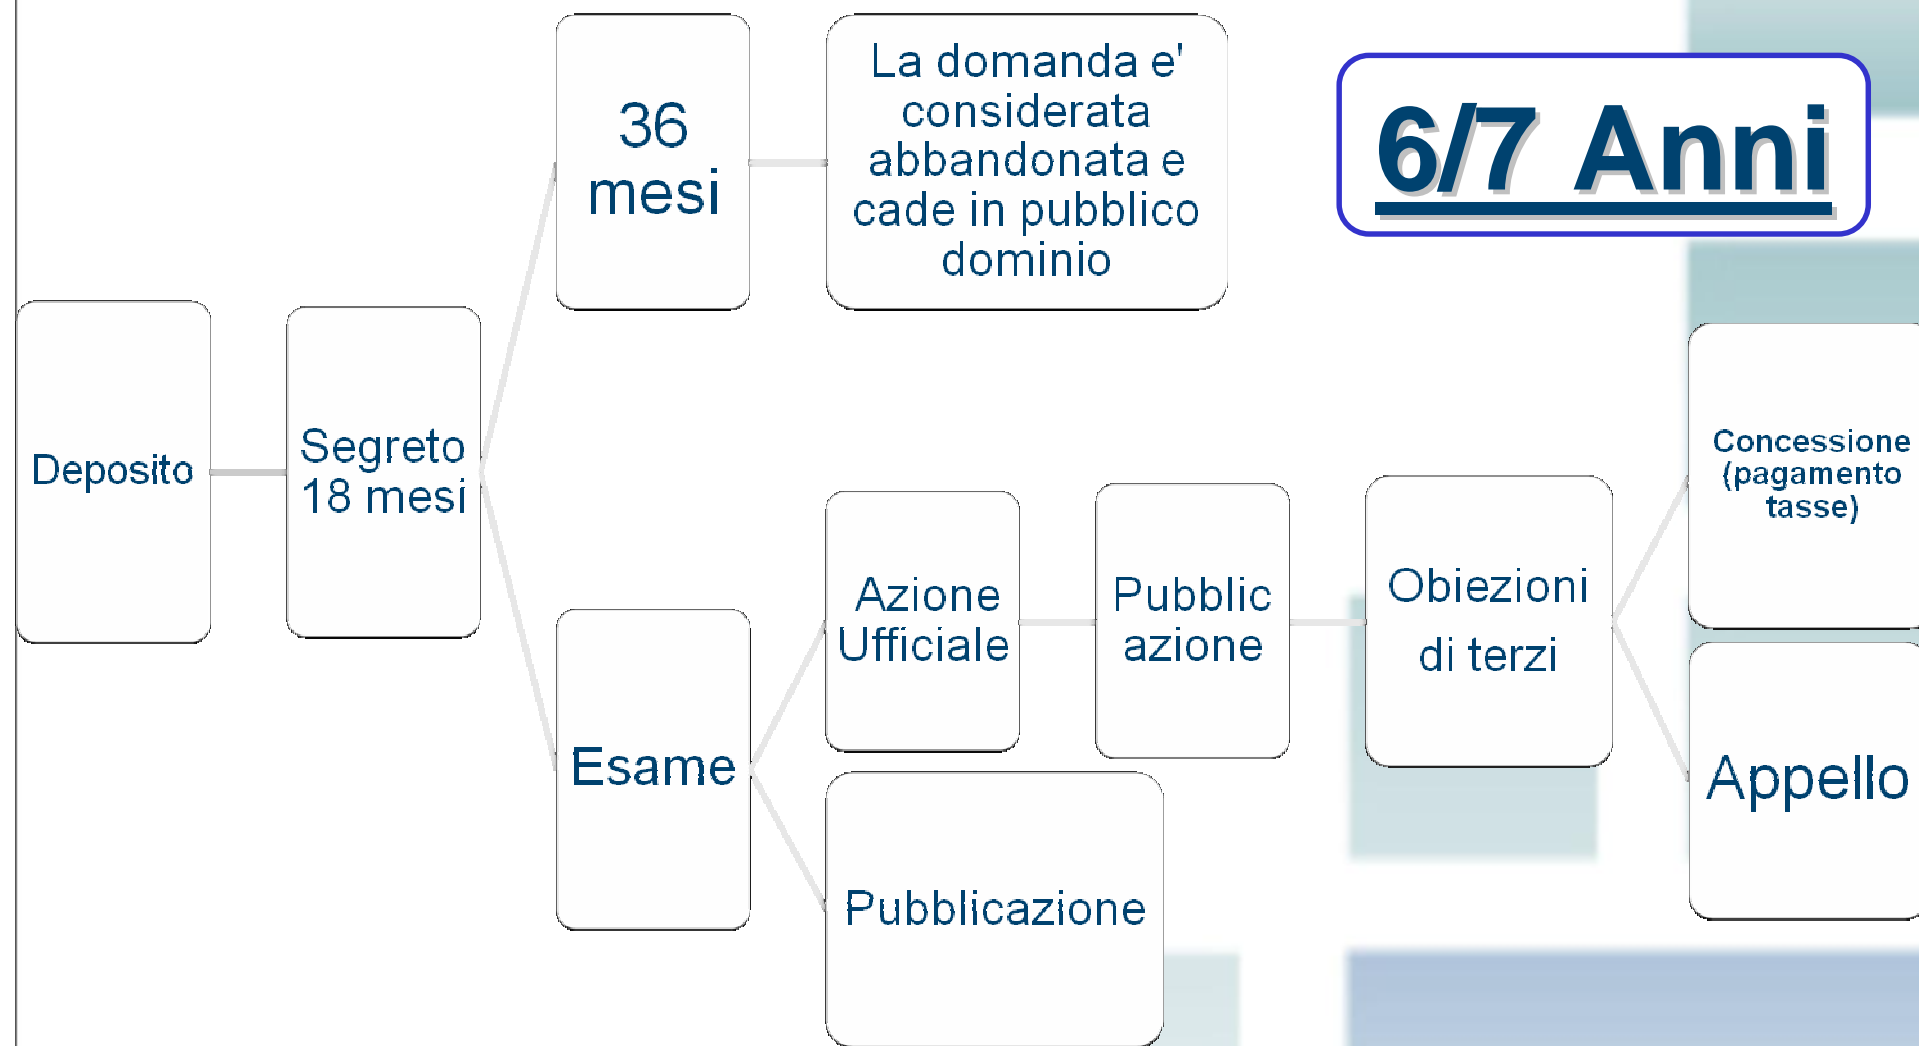 36
mesi
La domanda e'
considerata
abbandonata e
cade in pubblico
dominio
6/7 Anni
Deposito
Segreto
18 mesi
Esame
Azione
Ufficiale
Pubblic
azione
Obiezioni
di terzi
Concessione
(pagamento
tasse)
Appello
Pubblicazione